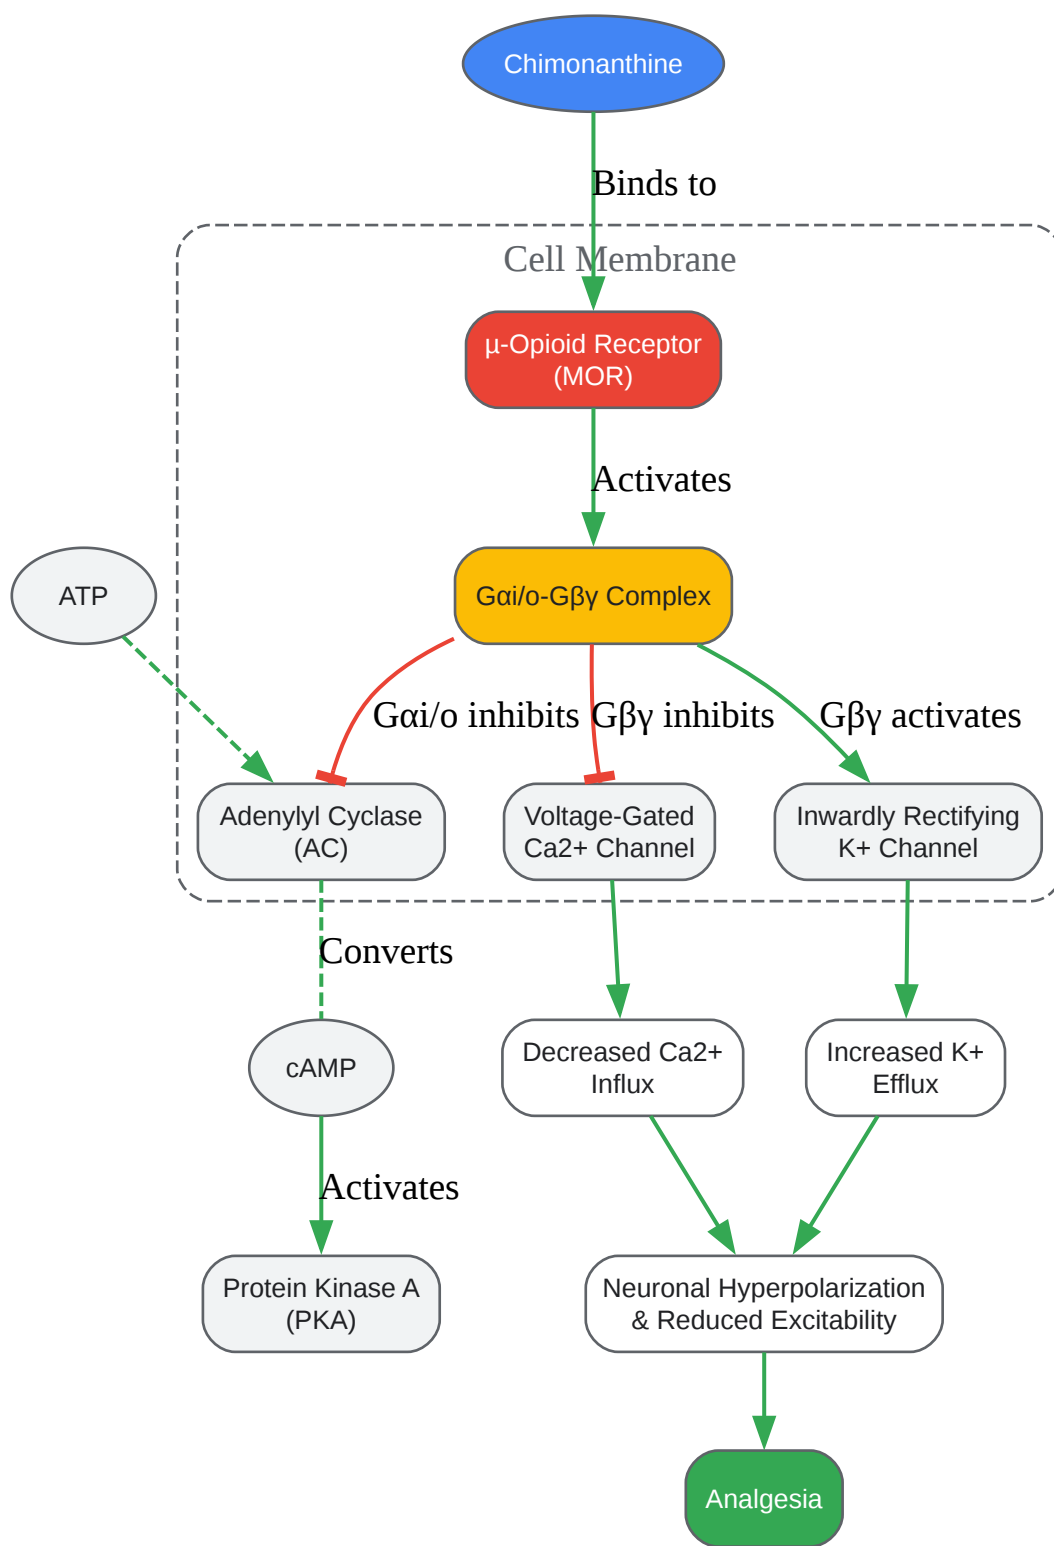 Chimonanthine
Binds to
Cell Membrane
µ-Opioid Receptor
(MOR)
Activates
ATP
Gαi/o-Gβγ Complex
Gαi/o inhibits
Gβγ inhibits
Gβγ activates
Adenylyl Cyclase
(AC)
Voltage-Gated
Ca2+ Channel
Inwardly Rectifying
K+ Channel
Converts
cAMP
Decreased Ca2+
Influx
Increased K+
Efflux
Activates
Protein Kinase A
(PKA)
Neuronal Hyperpolarization
& Reduced Excitability
Analgesia